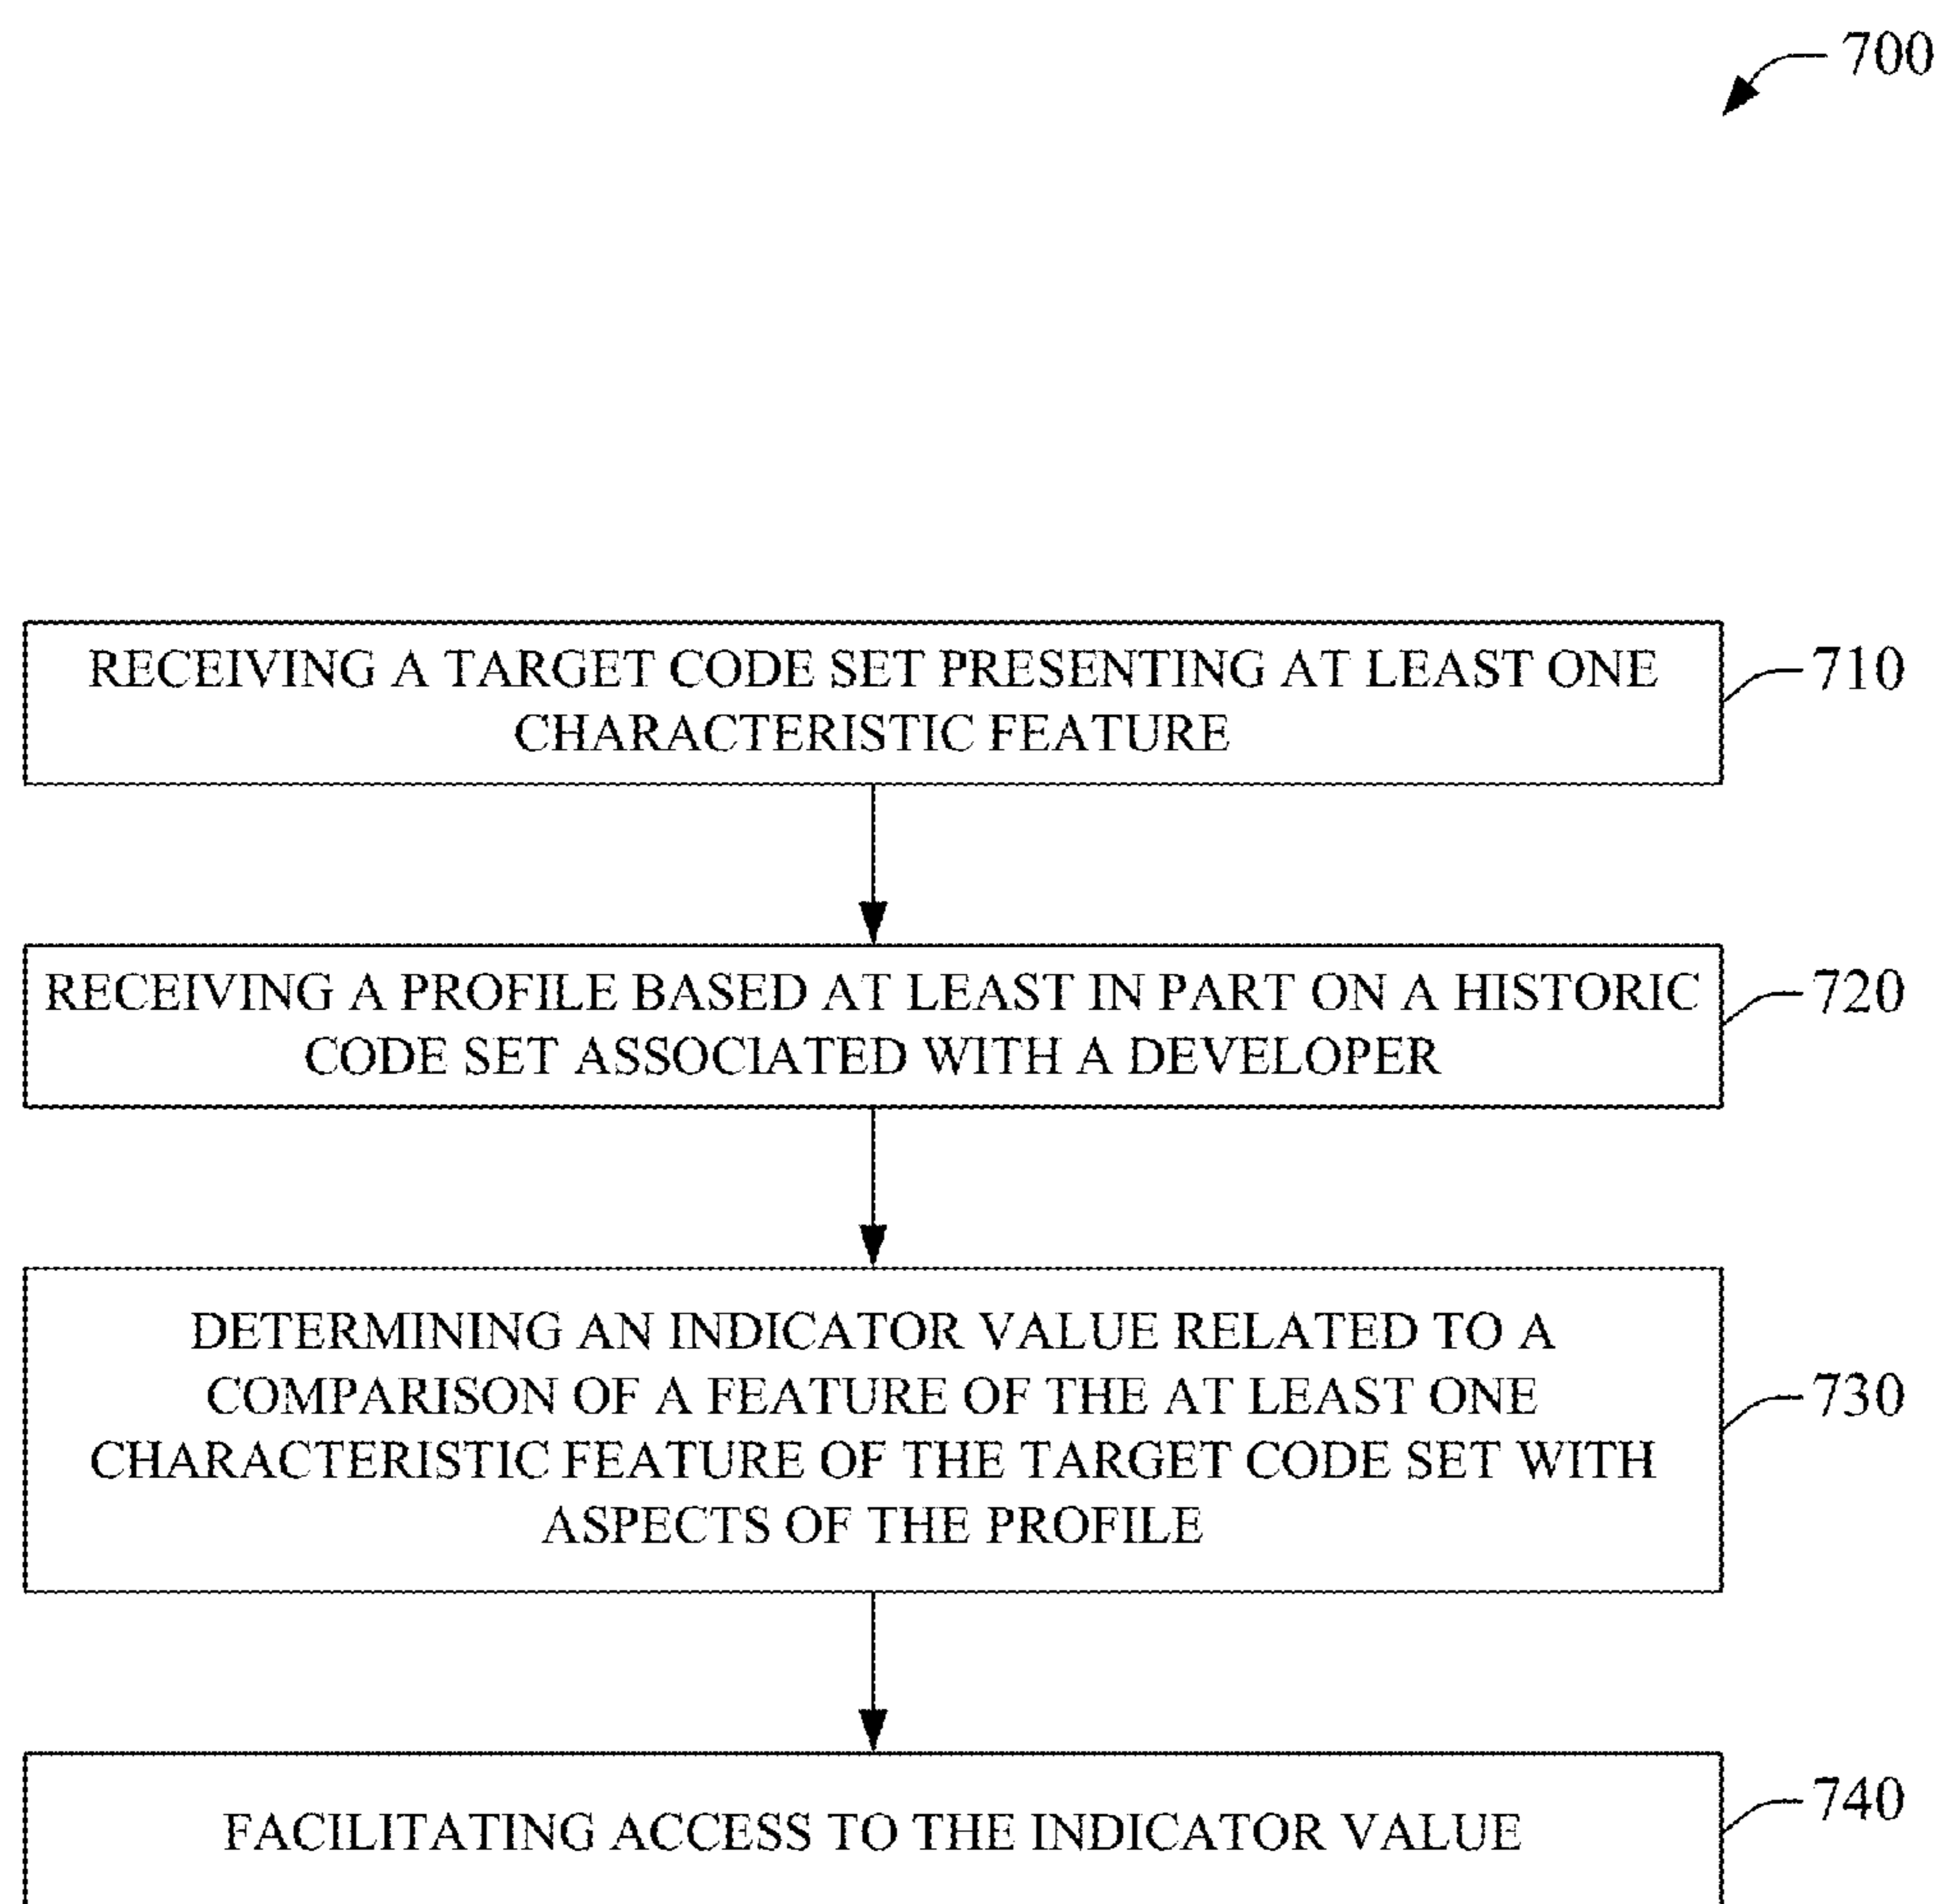 700
RECEIVING A TARGET CODE SET PRESENTING AT LEAST ONE
CHARACTERISTIC FEATURE
710
RECEIVING A PROFILE BASED AT LEAST IN PART ON A HISTORIC
CODE SET ASSOCIATED WITH A DEVELOPER
720
DETERMINING AN INDICATOR VALUE RELATED TO A
COMPARISON OF A FEATURE OF THE AT LEAST ONE
CHARACTERISTIC FEATURE OF THE TARGET CODE SET WITH
ASPECTS OF THE PROFILE
730
FACILITATING ACCESS TO THE INDICATOR VALUE
740